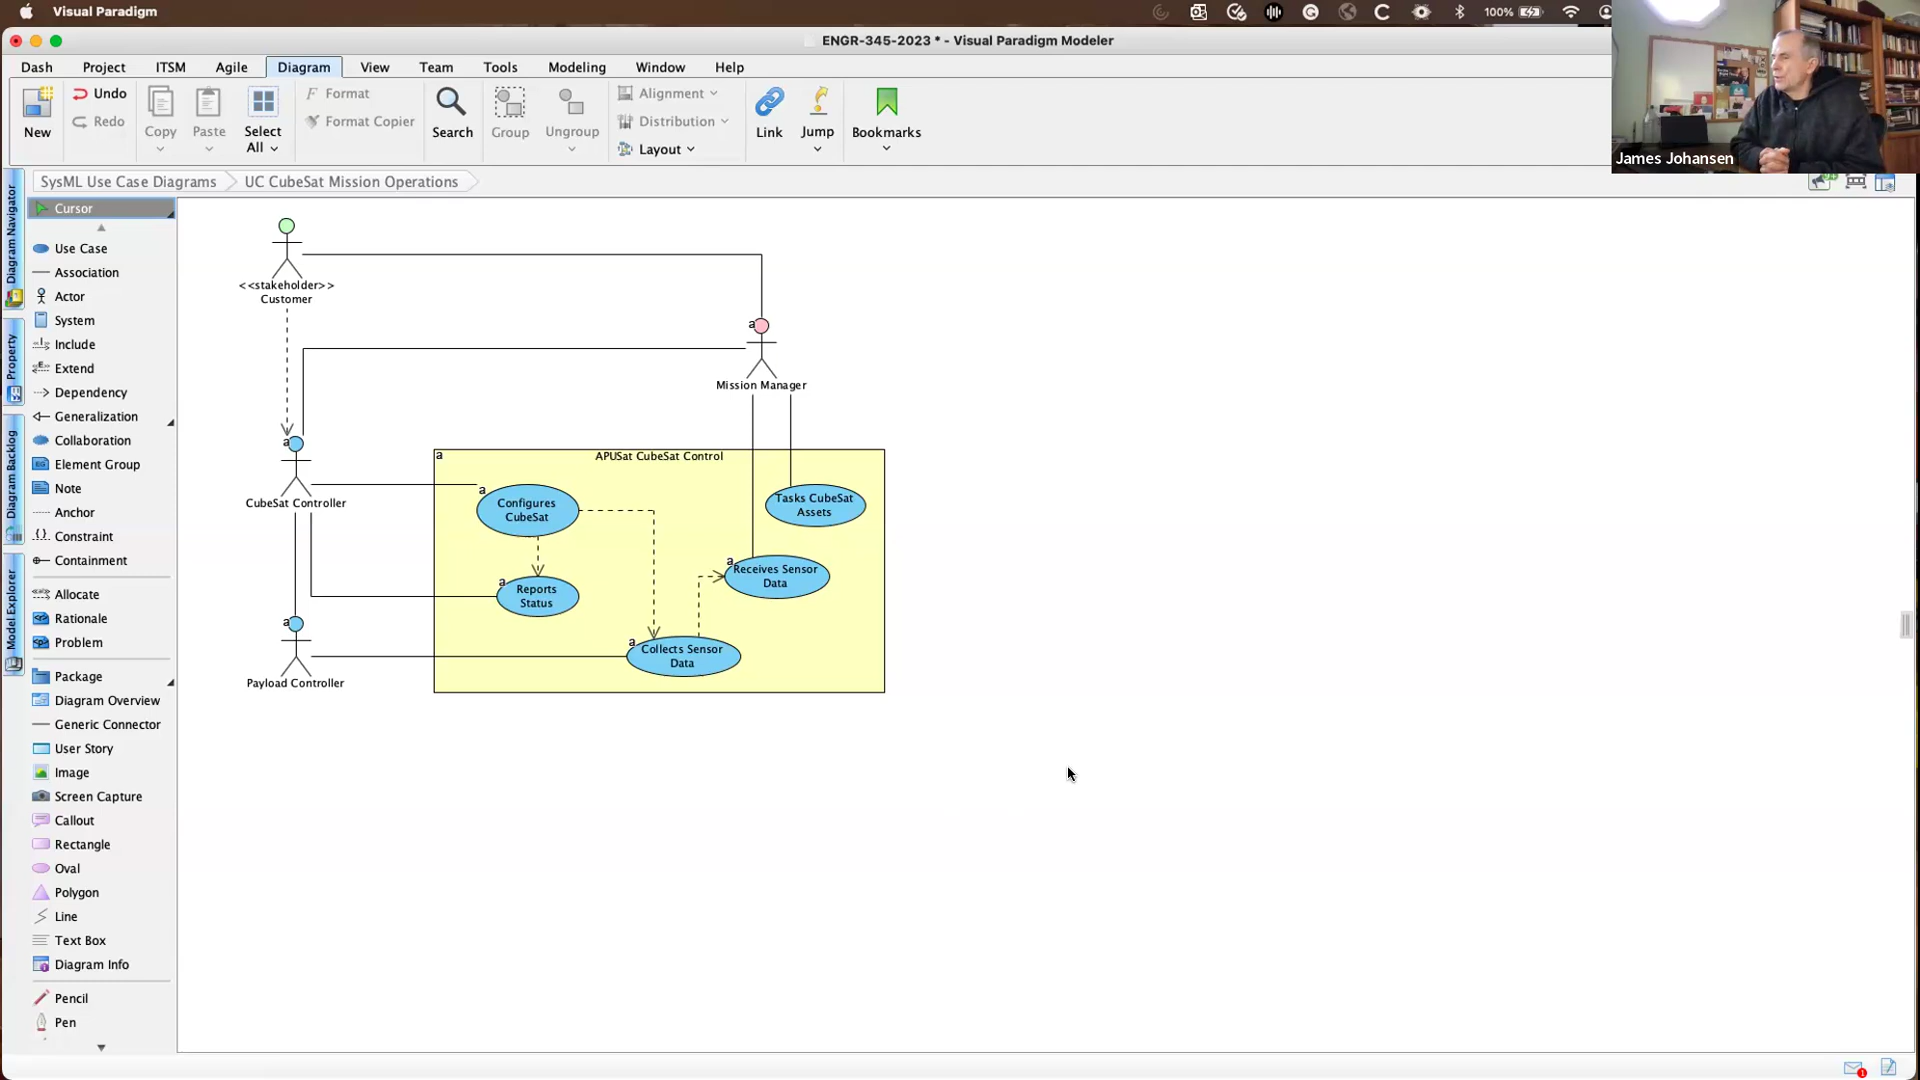 Visual Paradigm
100%
ENGR-345-2023 * - Visual Paradigm Modeler
Dash
Project
ITSM
Agile
Diagram
View
Team
Tools
Modeling
Window
Help
New
Undo
Redo
Copy
Paste
Select
All
Format
Format Copier
Search
Group
Ungroup
Alignment
Distribution
Layout
Link
Jump
Bookmarks
James Johansen
SysML Use Case Diagrams
UC CubeSat Mission Operations
Diagram Navigator
Property
Diagram Backlog
Model Explorer
Cursor
Use Case
Association
Actor
System
Include
Extend
Dependency
Generalization
Collaboration
Element Group
Note
Anchor
Constraint
Containment
Allocate
Rationale
Problem
Package
Diagram Overview
Generic Connector
User Story
Image
Screen Capture
Callout
Rectangle
Oval
Polygon
Line
Text Box
Diagram Info
Pencil
Pen
<<stakeholder>>
Customer
a
Mission Manager
a
CubeSat Controller
a
APUSat CubeSat Control
a
Configures
CubeSat
Tasks CubeSat
Assets
a
Receives Sensor
Data
a
Reports
Status
a
Collects Sensor
Data
a
Payload Controller